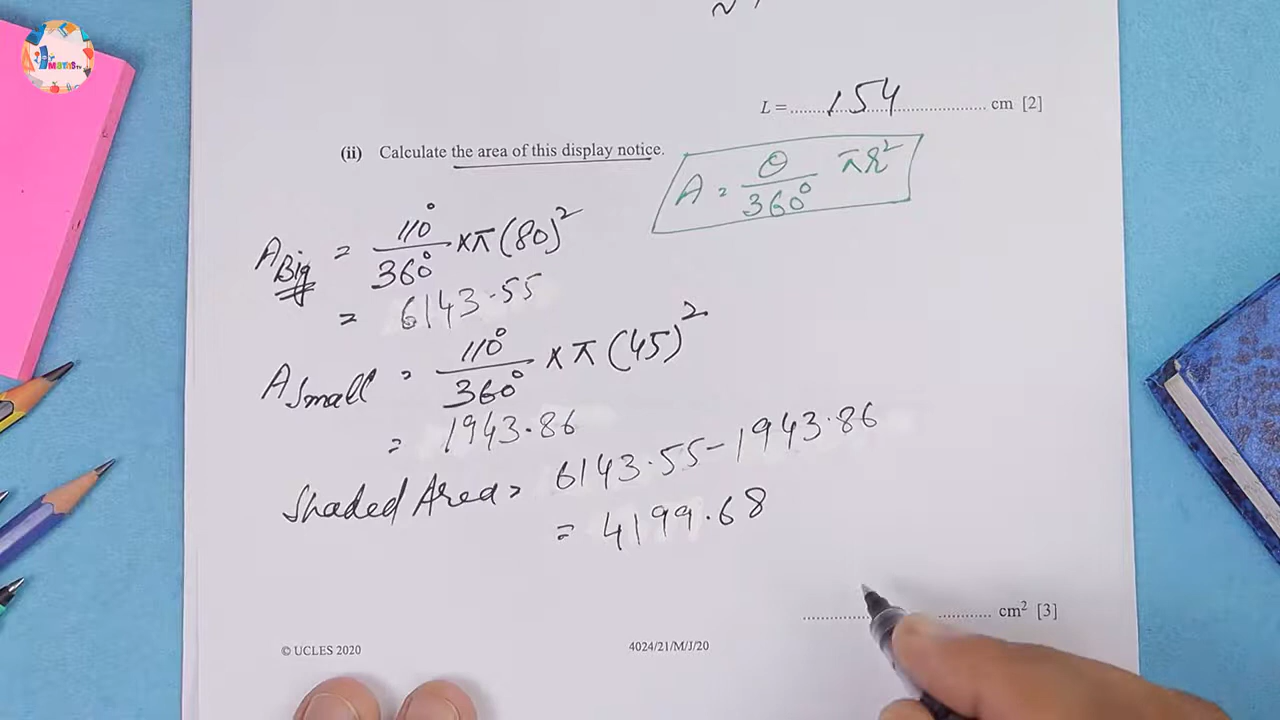 MATHS TV
L = 154 cm [2]
(ii) Calculate the area of this display notice.
A = θ/360° πr²
A Big = 110°/360° × π (80)²
= 6143.55
A Small = 110°/360° × π (45)²
= 1943.86
Shaded Area = 6143.55 - 1943.86
= 4199.68
cm² [3]
© UCLES 2020
4024/21/M/J/20